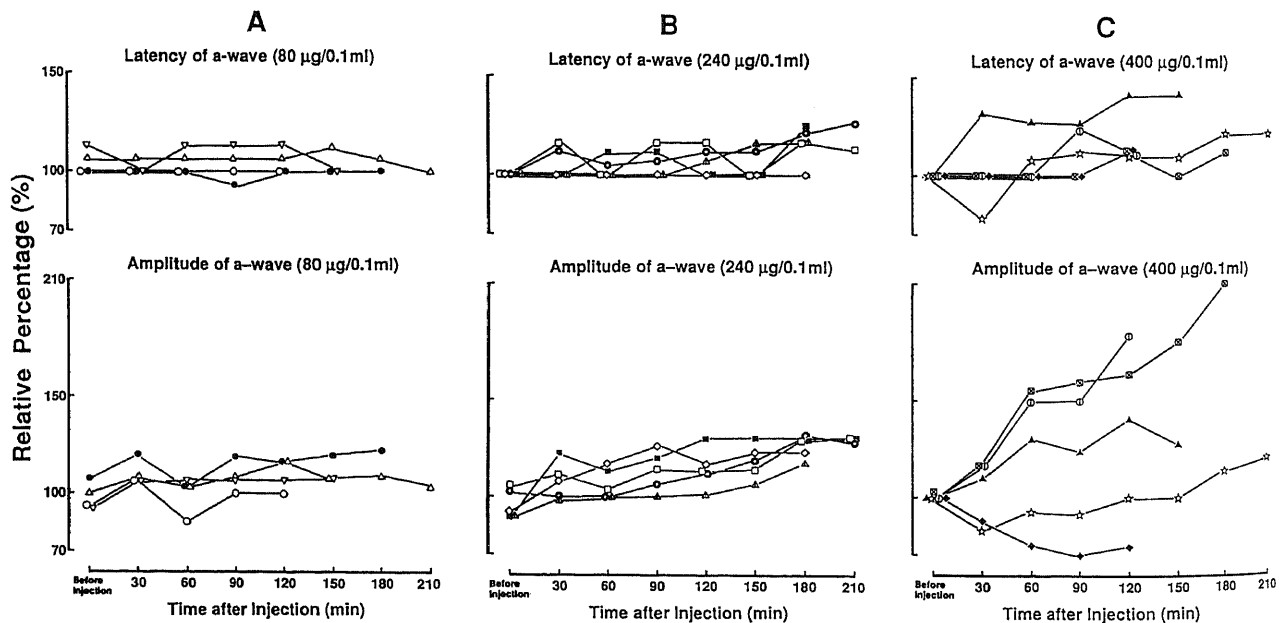 A
B
C
Latency of a-wave (80 µg/0.1ml)
Latency of a-wave (240 µg/0.1ml)
Latency of a-wave (400 µg/0.1ml)
150
100
70
Amplitude of a–wave (80 µg/0.1ml)
Amplitude of a–wave (240 µg/0.1ml)
Amplitude of a–wave (400 µg/0.1ml)
210
150
100
70
Relative Percentage (%)
Before Injection 30 60 90 120 150 180 210
Before Injection 30 60 90 120 150 180 210
Before Injection 30 60 90 120 150 180 210
Time after Injection (min)
Time after Injection (min)
Time after Injection (min)